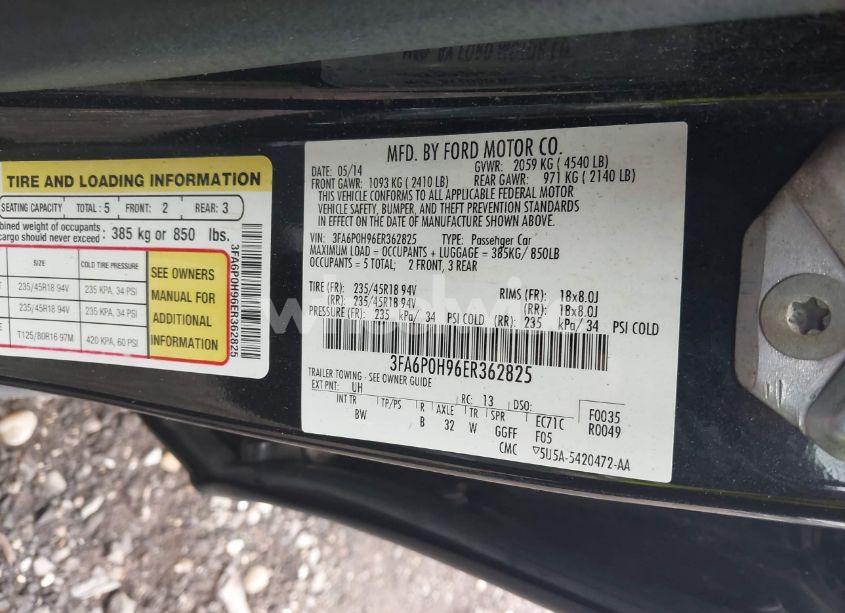 MFD. BY FORD MOTOR CO.
DATE: 05/14 GVWR: 2059 KG ( 4540 LB)
FRONT GAWR: 1093 KG ( 2410 LB) REAR GAWR: 971 KG ( 2140 LB)
THIS VEHICLE CONFORMS TO ALL APPLICABLE FEDERAL MOTOR
VEHICLE SAFETY, BUMPER, AND THEFT PREVENTION STANDARDS
IN EFFECT ON THE DATE OF MANUFACTURE SHOWN ABOVE.
VIN: 3FA6P0H96ER362825 TYPE: Passenger Car
MAXIMUM LOAD = OCCUPANTS + LUGGAGE = 385KG/ 850LB
OCCUPANTS = 5 TOTAL; 2 FRONT, 3 REAR
TIRE (FR): 235/45R18 94V RIMS (FR): 18x8.0J
(RR): 235/45R18 94V (RR): 18x8.0J
PRESSURE (FR): 235 kPa/ 34 PSI COLD (RR): 235 kPa/ 34 PSI COLD
3FA6P0H96ER362825
TRAILER TOWING - SEE OWNER GUIDE
EXT PNT: UH RC: 13 DSO: F0035
INT TR TP/PS R AXLE TR SPR EC71C R0049
BW B 32 W GGFF F05
CMC ▽5U5A-5420472-AA
TIRE AND LOADING INFORMATION
SEATING CAPACITY TOTAL: 5 FRONT: 2 REAR: 3
bined weight of occupants
cargo should never exceed 385 kg or 850 lbs.
SIZE COLD TIRE PRESSURE
235/45R18 94V 235 KPA, 34 PSI
235/45R18 94V 235 KPA, 34 PSI
T125/80R16 97M 420 KPA, 60 PSI
SEE OWNERS
MANUAL FOR
ADDITIONAL
INFORMATION
3FA6P0H96ER362825